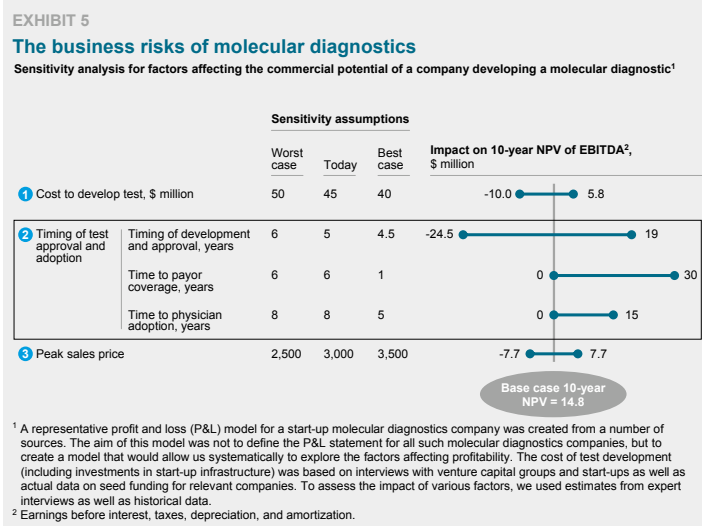 EXHIBIT 5
The business risks of molecular diagnostics
Sensitivity analysis for factors affecting the commercial potential of a company developing a molecular diagnostic1
Sensitivity assumptions
Worst case
Today
Best case
Impact on 10-year NPV of EBITDA2,
$ million
1 Cost to develop test, $ million 50 45 40 -10.0 5.8
2 Timing of test approval and adoption
Timing of development and approval, years 6 5 4.5 -24.5 19
Time to payor coverage, years 6 6 1 0 30
Time to physician adoption, years 8 8 5 0 15
3 Peak sales price 2,500 3,000 3,500 -7.7 7.7
Base case 10-year
NPV = 14.8
1 A representative profit and loss (P&L) model for a start-up molecular diagnostics company was created from a number of
sources. The aim of this model was not to define the P&L statement for all such molecular diagnostics companies, but to
create a model that would allow us systematically to explore the factors affecting profitability. The cost of test development
(including investments in start-up infrastructure) was based on interviews with venture capital groups and start-ups as well as
actual data on seed funding for relevant companies. To assess the impact of various factors, we used estimates from expert
interviews as well as historical data.
2 Earnings before interest, taxes, depreciation, and amortization.